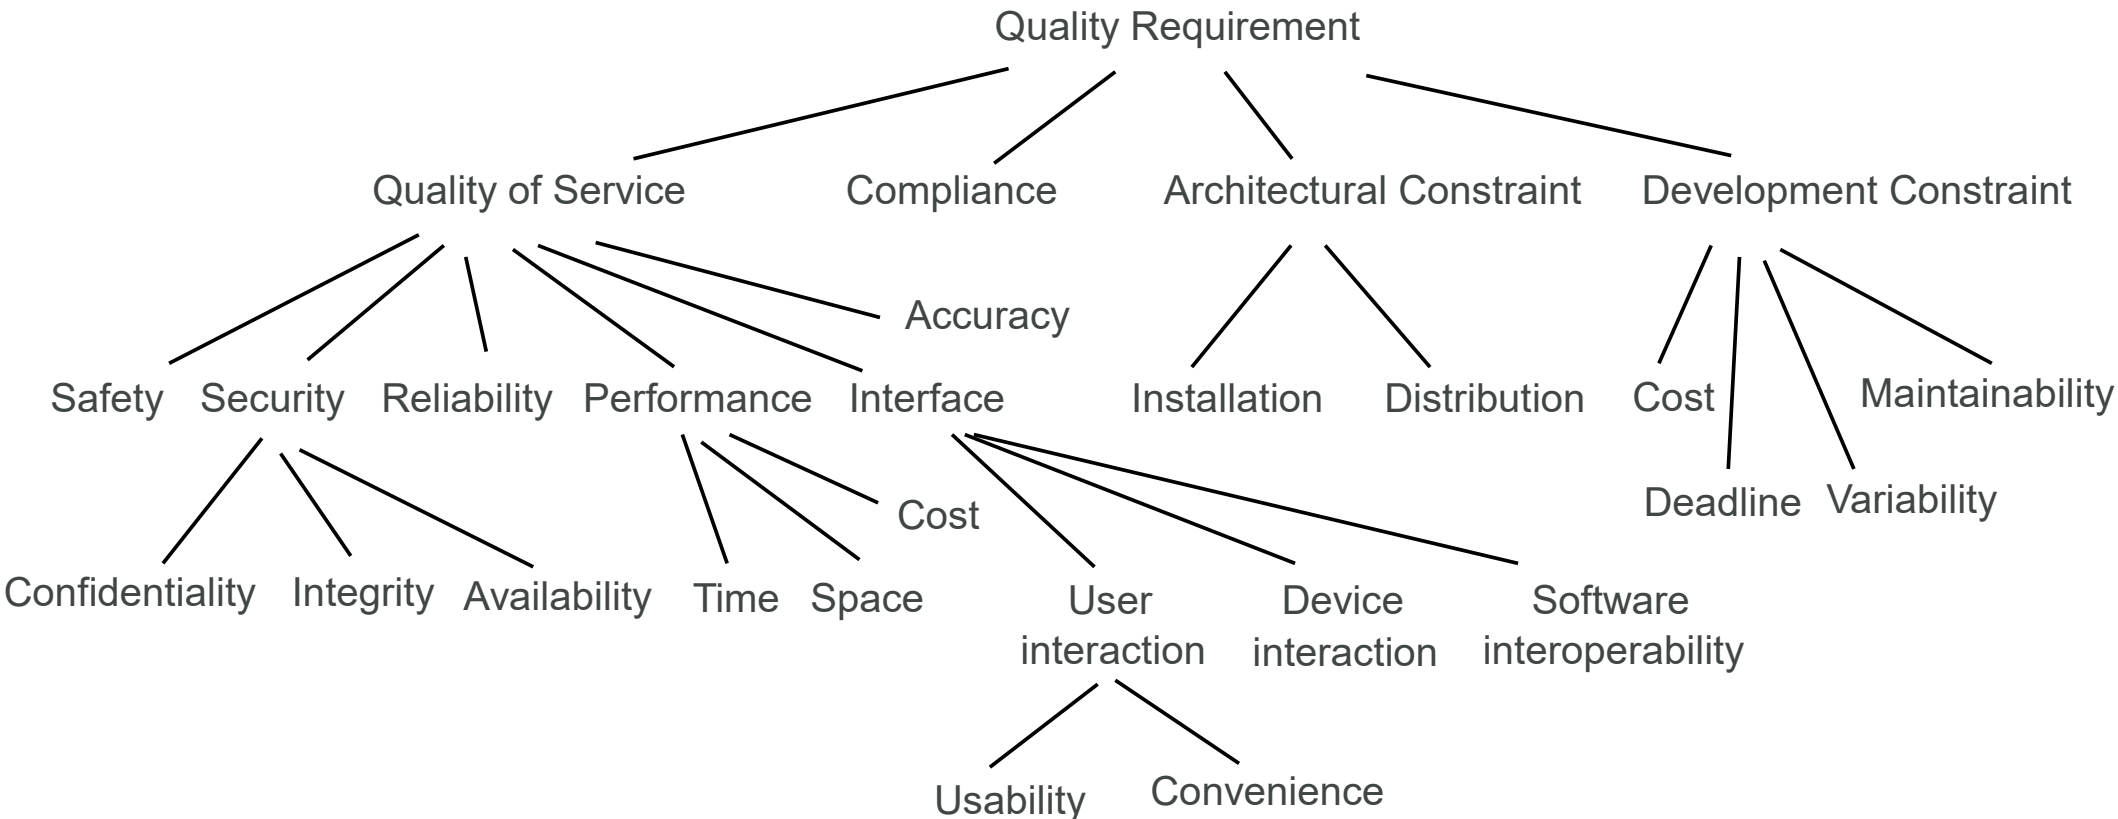 Quality Requirement
Quality of Service
Compliance
Architectural Constraint
Development Constraint
Accuracy
Safety
Security
Reliability
Performance
Interface
Installation
Distribution
Cost
Maintainability
Cost
Deadline
Variability
Confidentiality
Integrity
Availability
Time
Space
User
interaction
Device
interaction
Software
interoperability
Usability
Convenience